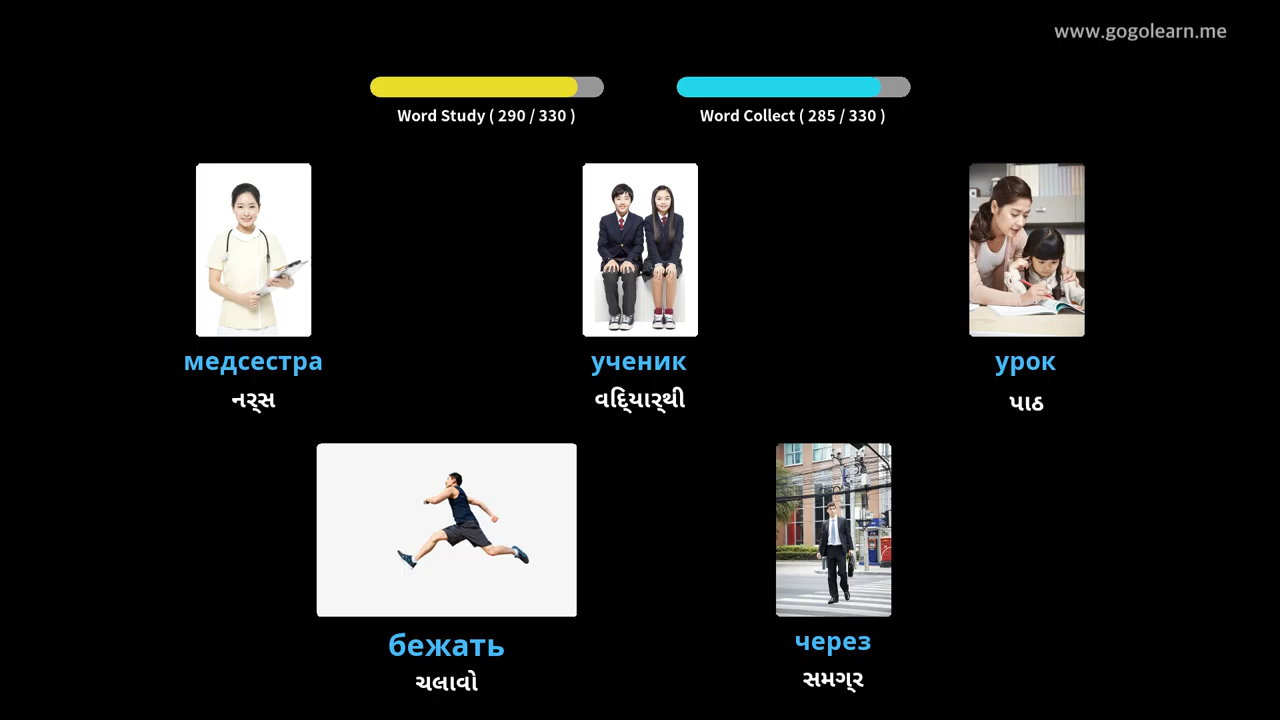 www.gogolearn.me
Word Study ( 290 / 330 )
Word Collect ( 285 / 330 )
медсестра
ученик
урок
નર્સ
વિદ્યાર્થી
પાઠ
бежать
через
ચલાવો
સમગ્ર